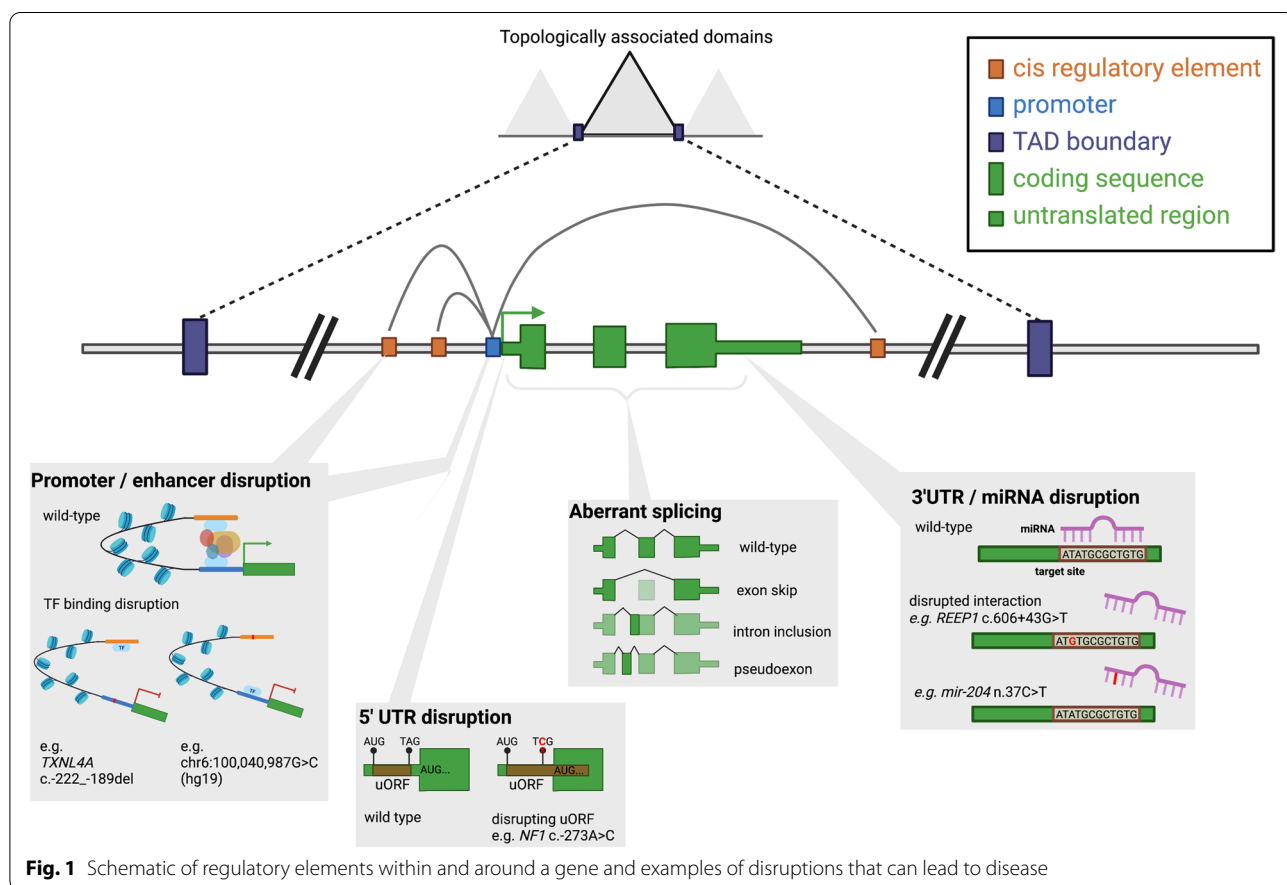 Topologically associated domains
cis regulatory element
promoter
TAD boundary
coding sequence
untranslated region
Promoter / enhancer disruption
wild-type
TF binding disruption
TF
TF
e.g.
TXNL4A
c.-222_-189del
e.g.
chr6:100,040,987G>C
(hg19)
5' UTR disruption
AUG
TAG
AUG...
uORF
wild type
AUG
TCG
AUG...
uORF
disrupting uORF
e.g. NF1 c.-273A>C
Aberrant splicing
wild-type
exon skip
intron inclusion
pseudoexon
3'UTR / miRNA disruption
wild-type
miRNA
ATATGCGCTGTG
target site
disrupted interaction
e.g. REEP1 c.606+43G>T
ATGTGCGCTGTG
e.g. mir-204 n.37C>T
ATATGCGCTGTG
Fig. 1 Schematic of regulatory elements within and around a gene and examples of disruptions that can lead to disease